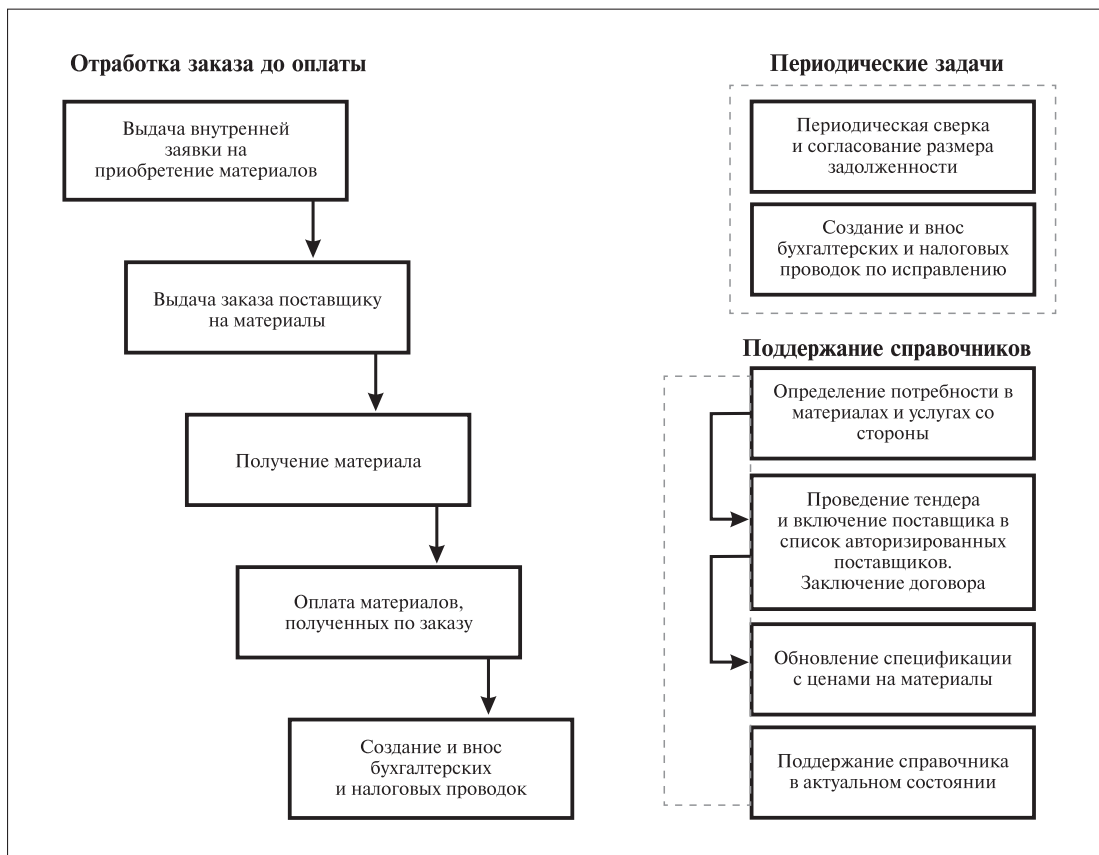 Отработка заказа до оплаты
Выдача внутренней
заявки на
приобретение материалов
Выдача заказа поставщику
на материалы
Получение материала
Оплата материалов,
полученных по заказу
Создание и внос
бухгалтерских
и налоговых проводок
Периодические задачи
Периодическая сверка
и согласование размера
задолженности
Создание и внос
бухгалтерских и налоговых
проводок по исправлению
Поддержание справочников
Определение потребности в
материалах и услугах со
стороны
Проведение тендера
и включение поставщика в
список авторизированных
поставщиков.
Заключение договора
Обновление спецификации
с ценами на материалы
Поддержание справочника
в актуальном состоянии